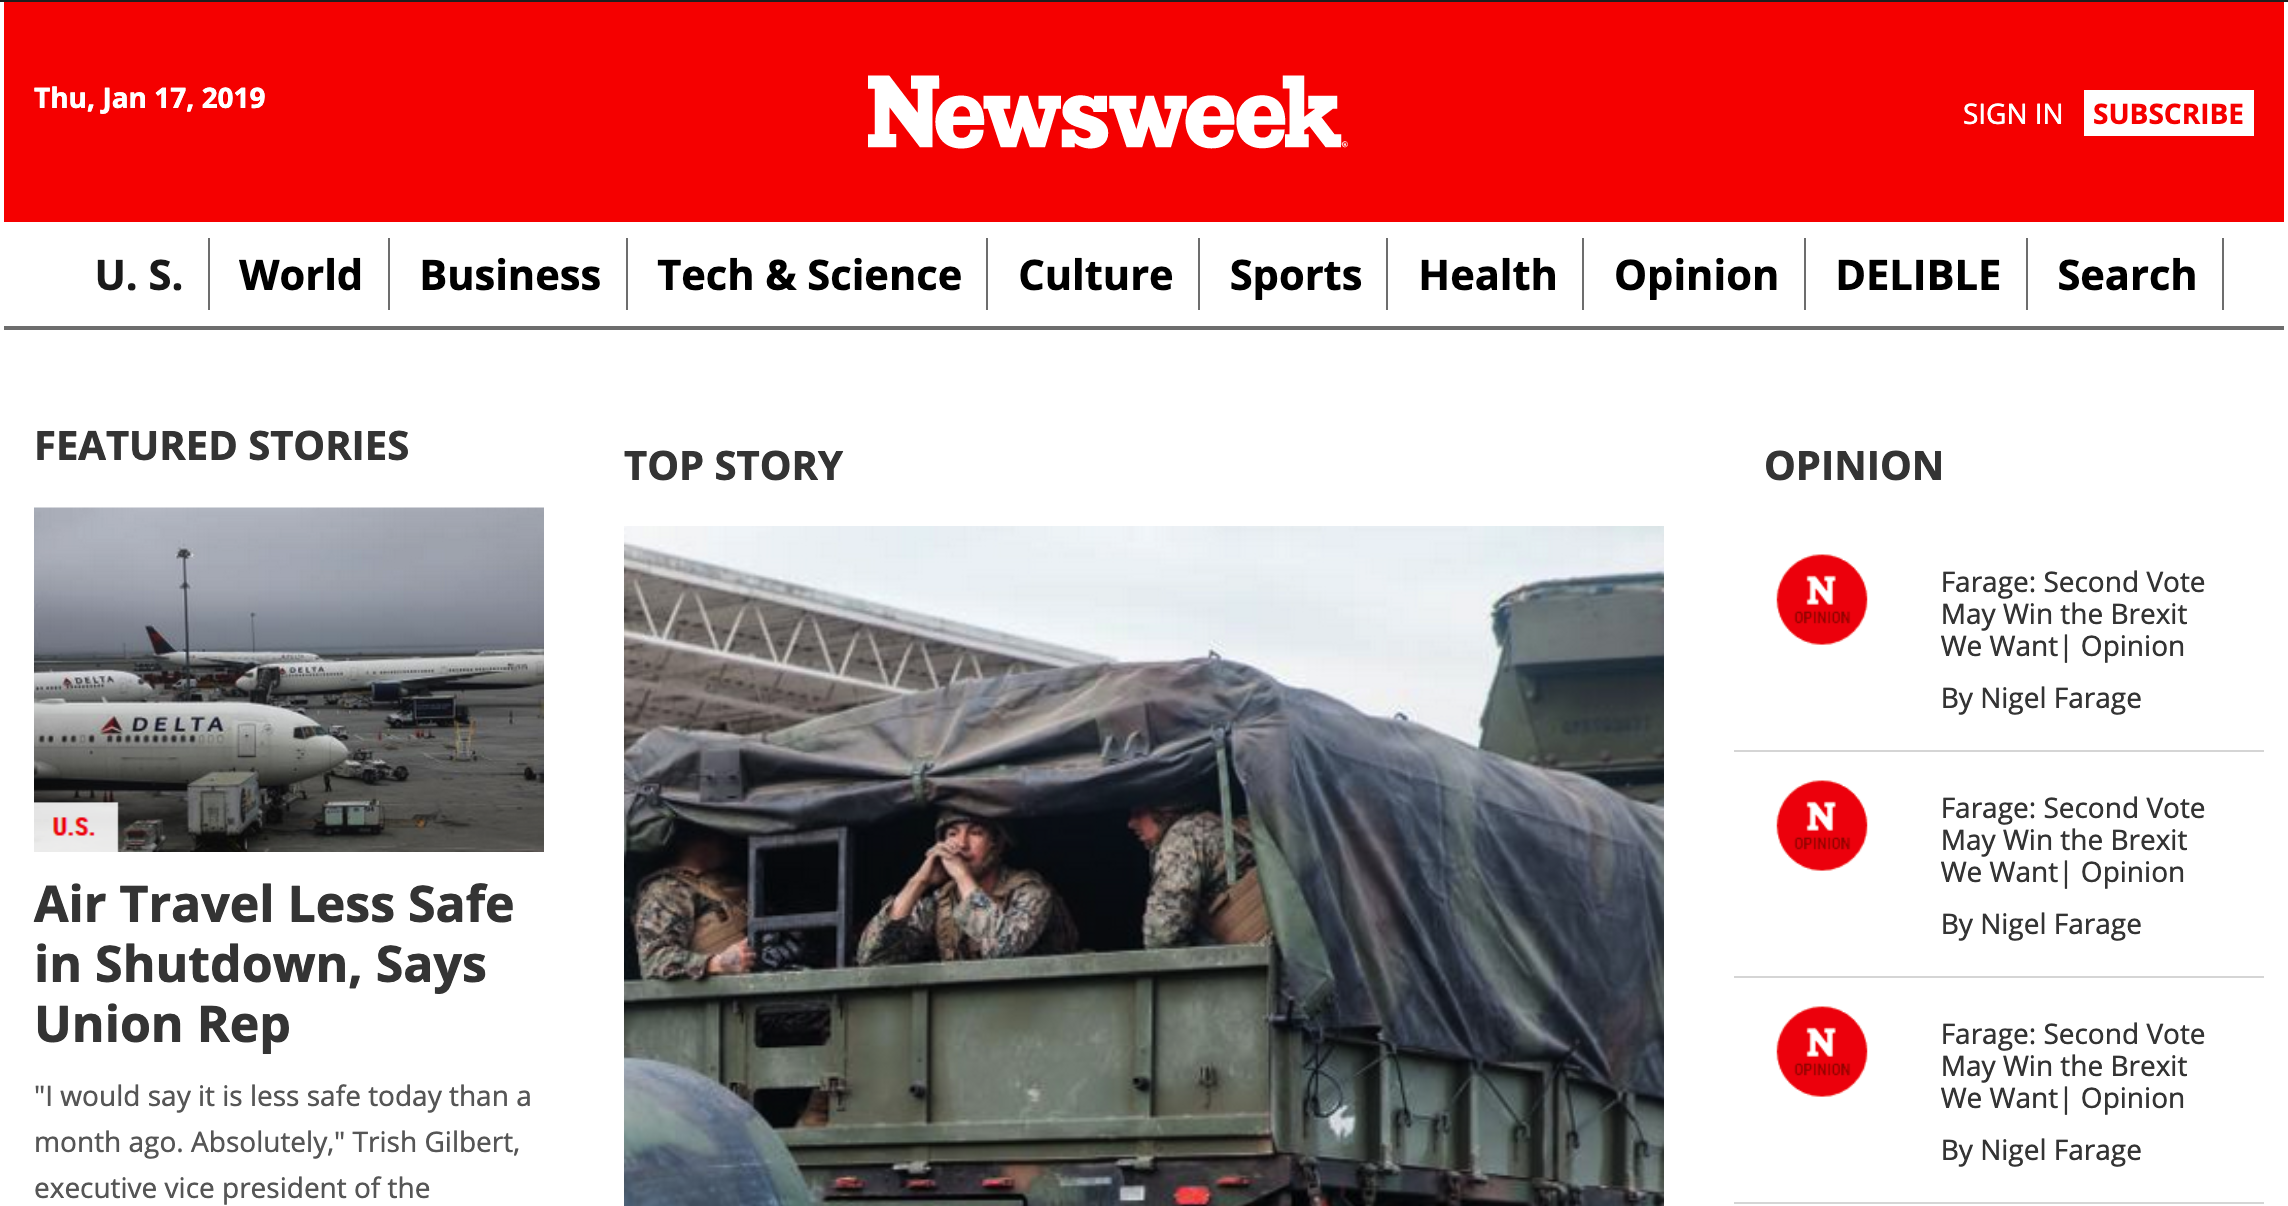 Thu, Jan 17, 2019
Newsweek
SIGN IN
SUBSCRIBE
U. S.
World
Business
Tech & Science
Culture
Sports
Health
Opinion
DELIBLE
Search
FEATURED STORIES
DELTA
DELTA
DELTA
U.S.
Air Travel Less Safe
in Shutdown, Says
Union Rep
"I would say it is less safe today than a
month ago. Absolutely," Trish Gilbert,
executive vice president of the
TOP STORY
OPINION
N
OPINION
Farage: Second Vote
May Win the Brexit
We Want| Opinion
By Nigel Farage
N
OPINION
Farage: Second Vote
May Win the Brexit
We Want| Opinion
By Nigel Farage
N
OPINION
Farage: Second Vote
May Win the Brexit
We Want| Opinion
By Nigel Farage